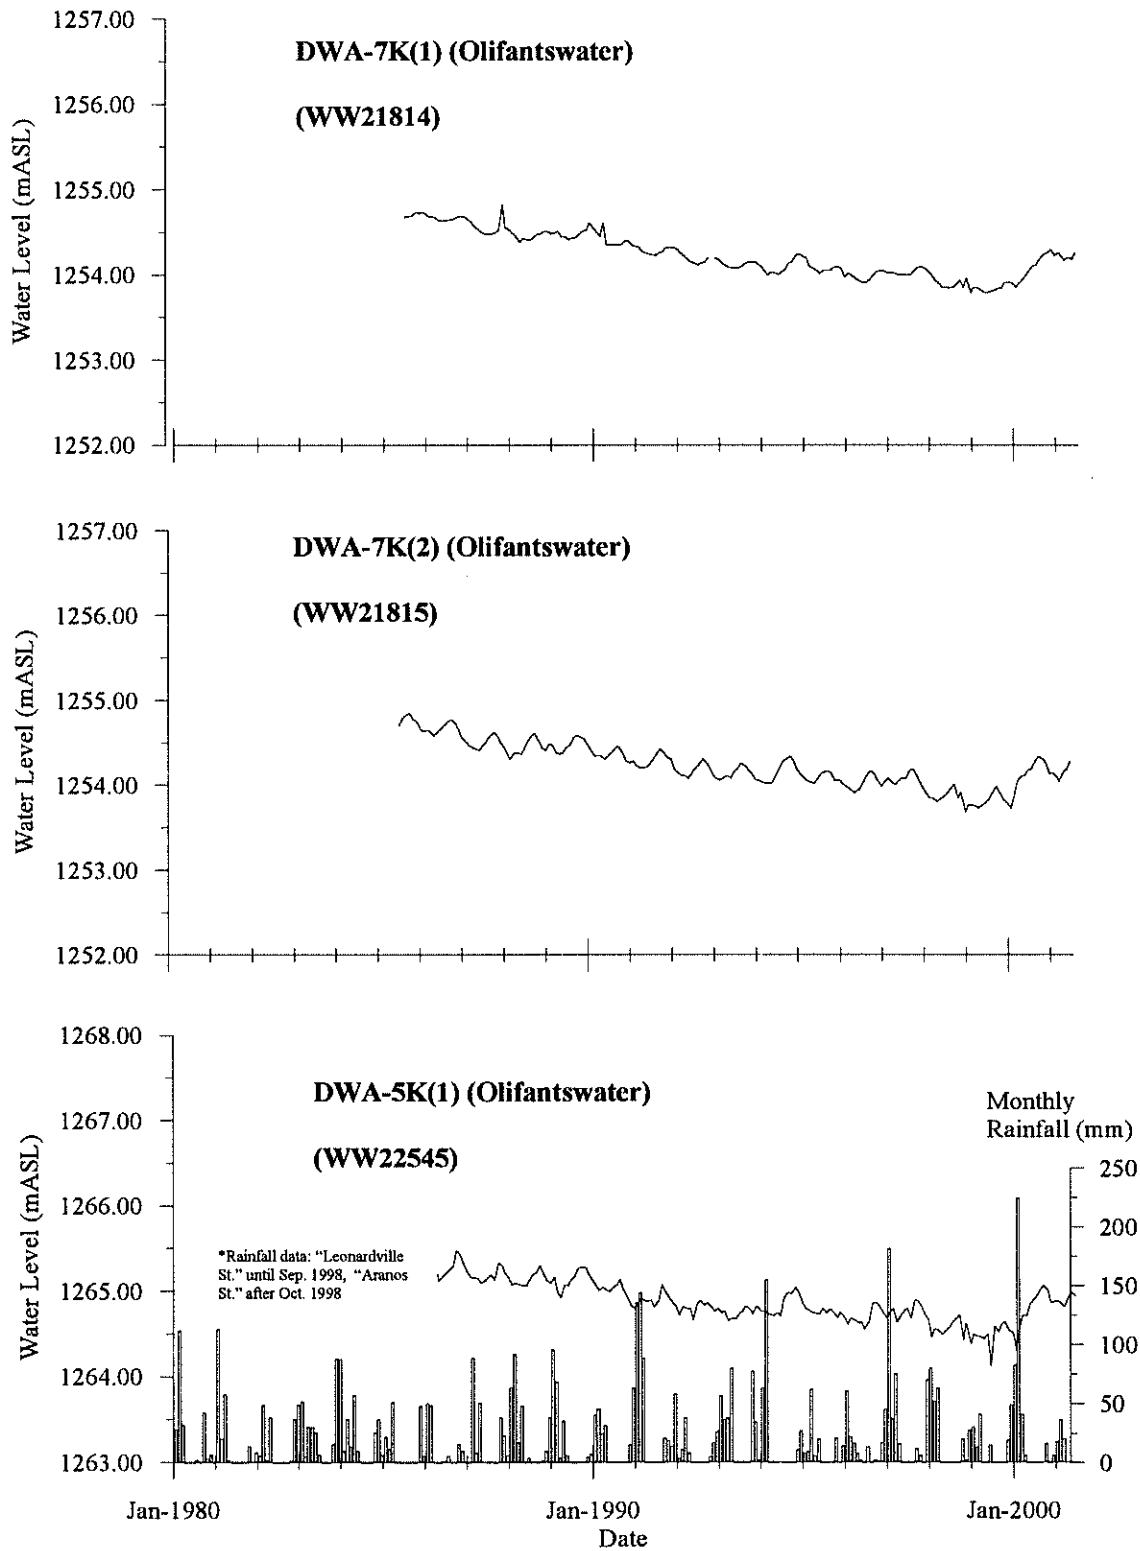 1257.00
DWA-7K(1) (Olifantswater)
1256.00
(WW21814)
1255.00
Water Level (mASL)
1254.00
1253.00
1252.00
1257.00
DWA-7K(2) (Olifantswater)
1256.00
(WW21815)
1255.00
Water Level (mASL)
1254.00
1253.00
1252.00
1268.00
DWA-5K(1) (Olifantswater)
Monthly
Rainfall (mm)
1267.00
(WW22545)
250
1266.00
200
Water Level (mASL)
*Rainfall data: “Leonardville
St.” until Sep. 1998, “Aranos
St.” after Oct. 1998
1265.00
150
100
1264.00
50
1263.00
0
Jan-1980
Jan-1990
Jan-2000
Date